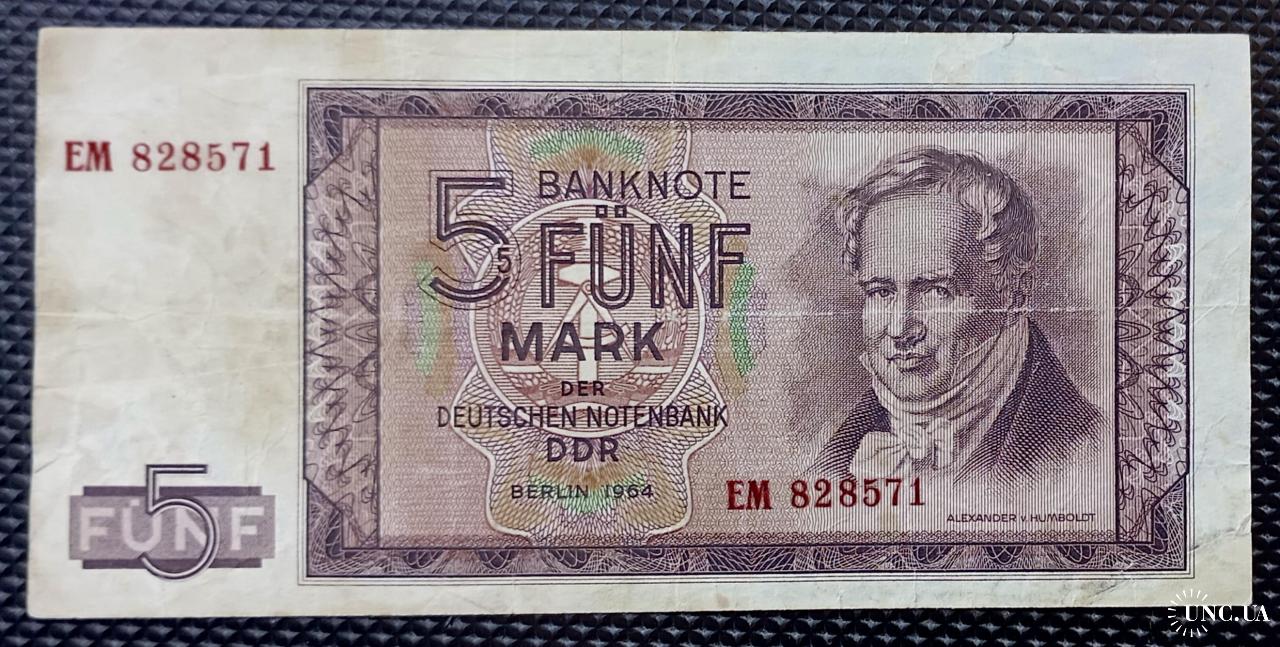 EM 828571
5 BANKNOTE
5 FÜNF
MARK
DER
DEUTSCHEN NOTENBANK
DDR
BERLIN 1964
EM 828571
ALEXANDER v. HUMBOLDT
FÜNF
5
UNC.UA